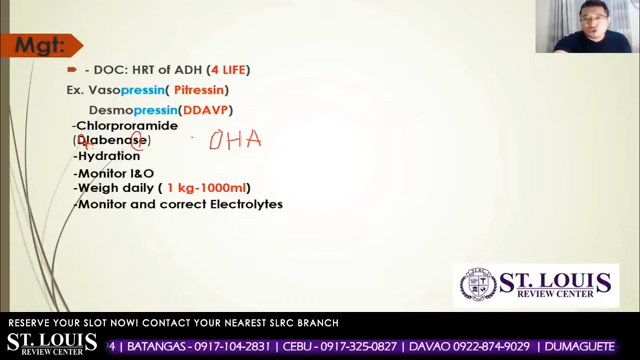 Mgt:
- DOC: HRT of ADH (4 LIFE)
Ex. Vasopressin( Pitressin)
Desmopressin(DDAVP)
-Chlorproramide
(Diabenase) OHA
-Hydration
-Monitor I&O
-Weigh daily ( 1 kg-1000ml)
-Monitor and correct Electrolytes
ST. LOUIS
REVIEW CENTER
RESERVE YOUR SLOT NOW! CONTACT YOUR NEAREST SLRC BRANCH
ST. LOUIS
REVIEW CENTER
4 | BATANGAS - 0917-104-2831 | CEBU - 0917-325-0827 | DAVAO 0922-874-9029 | DUMAGUETE